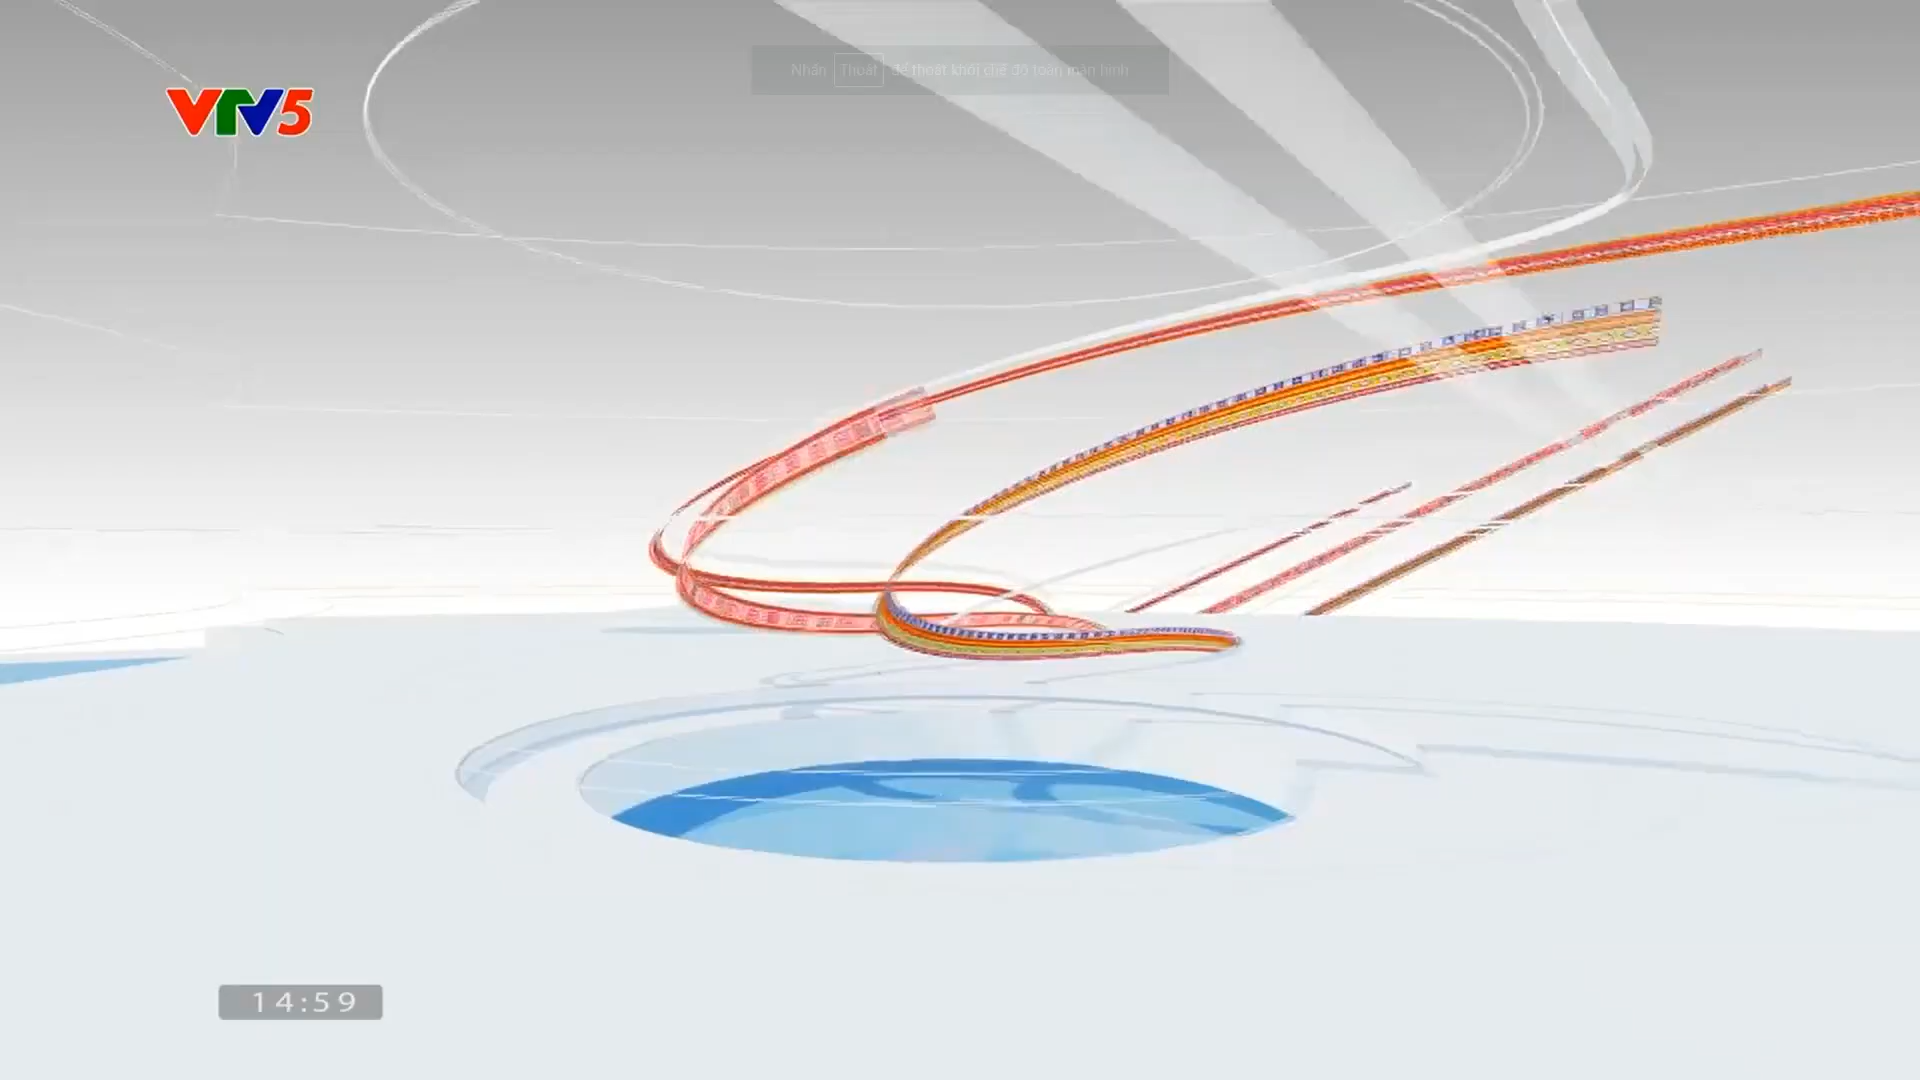 VTV5
Nhấn Thoát để thoát khỏi chế độ toàn màn hình
14:59